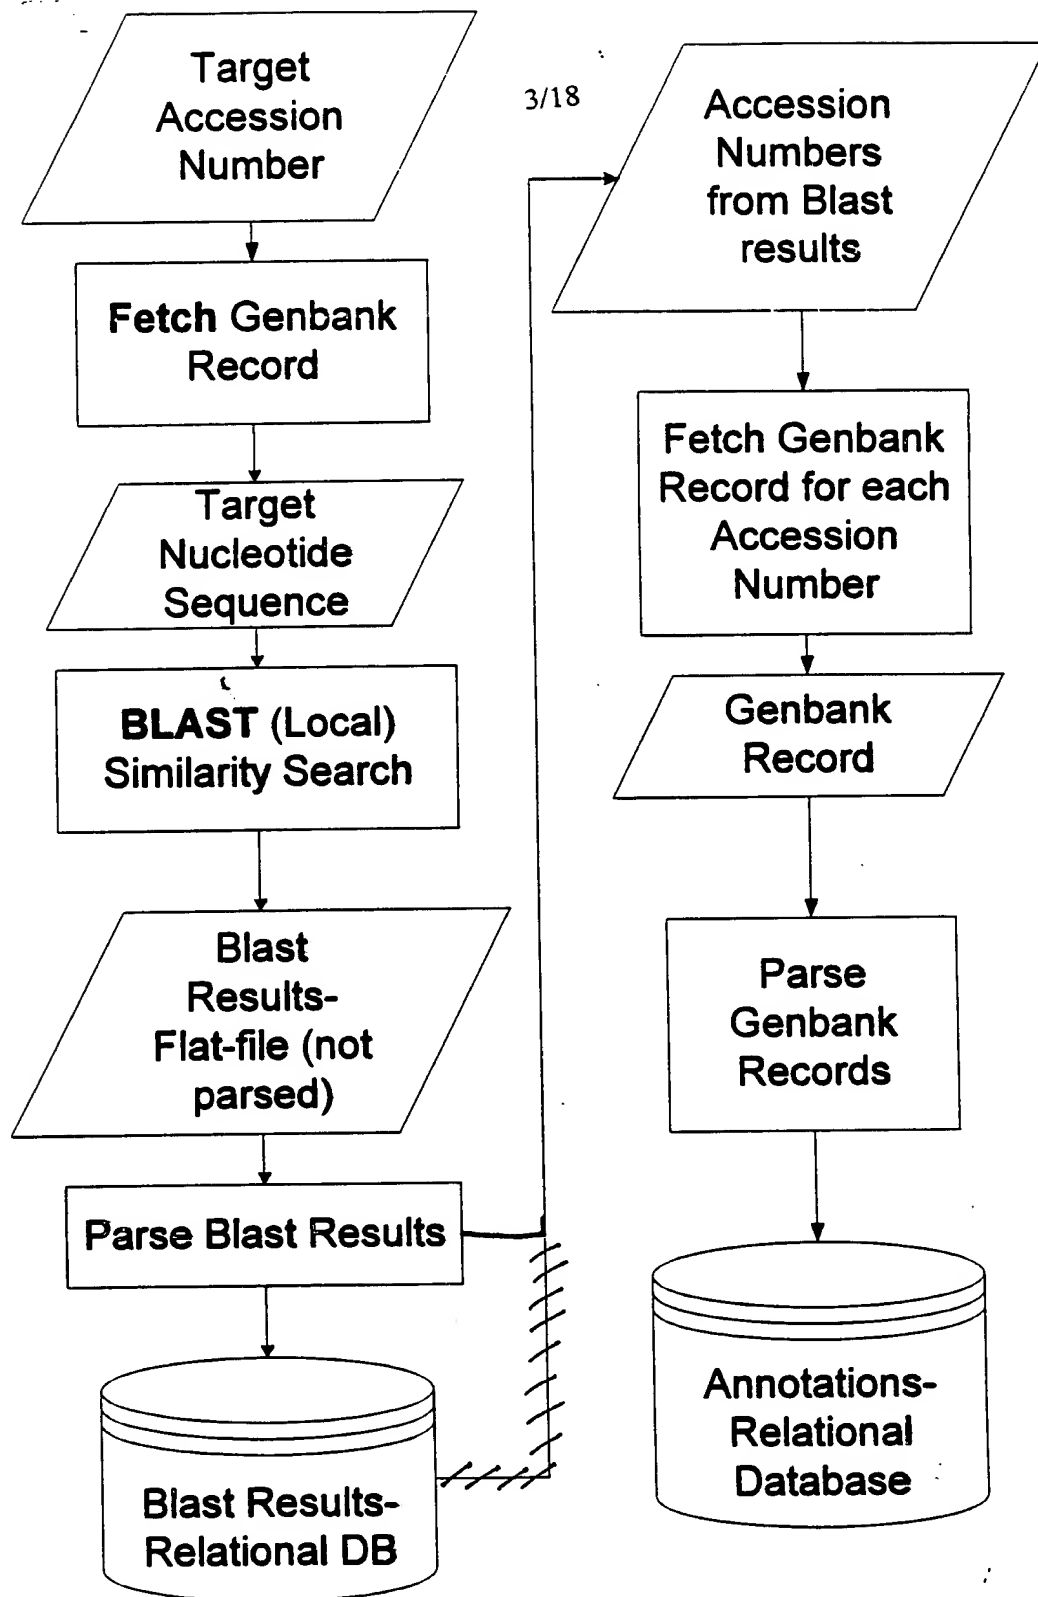 3/18
Target
Accession
Number
Fetch Genbank
Record
Target
Nucleotide
Sequence
BLAST (Local)
Similarity Search
Blast
Results-
Flat-file (not
parsed)
Parse Blast Results
Blast Results-
Relational DB
Accession
Numbers
from Blast
results
Fetch Genbank
Record for each
Accession
Number
Genbank
Record
Parse
Genbank
Records
Annotations-
Relational
Database